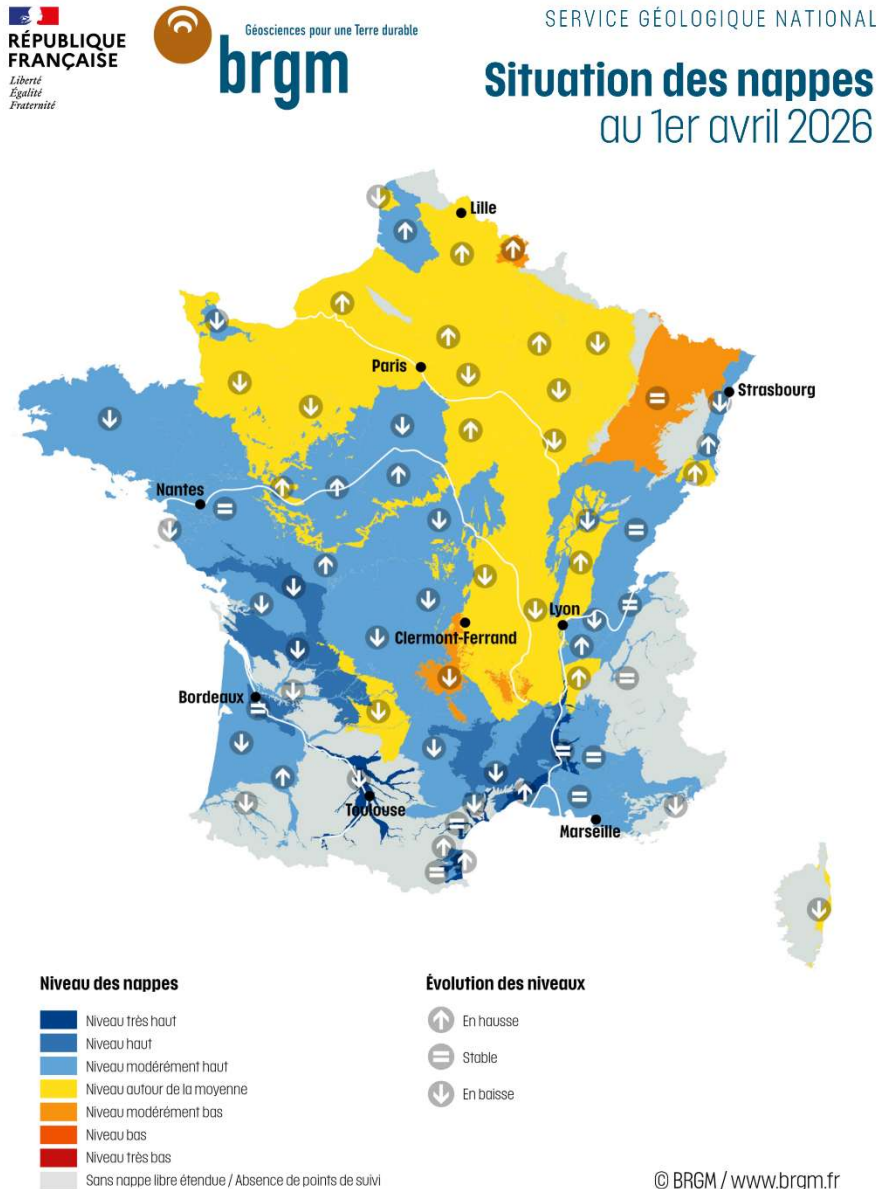 RÉPUBLIQUE
FRANÇAISE
Liberté
Égalité
Fraternité
Géosciences pour une Terre durable
brgm
SERVICE GÉOLOGIQUE NATIONAL
Situation des nappes
au 1er avril 2026
Lille
Paris
Strasbourg
Nantes
Lyon
Clermont-Ferrand
Bordeaux
Toulouse
Marseille
Niveau des nappes
Niveau très haut
Niveau haut
Niveau modérément haut
Niveau autour de la moyenne
Niveau modérément bas
Niveau bas
Niveau très bas
Sans nappe libre étendue / Absence de points de suivi
Évolution des niveaux
En hausse
Stable
En baisse
© BRGM / www.brgm.fr